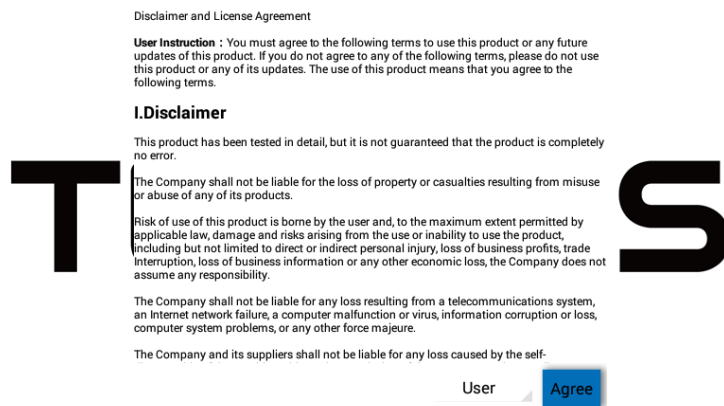 Disclaimer and License Agreement
User Instruction : You must agree to the following terms to use this product or any future
updates of this product. If you do not agree to any of the following terms, please do not use
this product or any of its updates. The use of this product means that you agree to the
following terms.
I.Disclaimer
This product has been tested in detail, but it is not guaranteed that the product is completely
no error.
The Company shall not be liable for the loss of property or casualties resulting from misuse
or abuse of any of its products.
Risk of use of this product is borne by the user and, to the maximum extent permitted by
applicable law, damage and risks arising from the use or inability to use the product,
including but not limited to direct or indirect personal injury, loss of business profits, trade
Interruption, loss of business information or any other economic loss, the Company does not
assume any responsibility.
The Company shall not be liable for any loss resulting from a telecommunications system,
an Internet network failure, a computer malfunction or virus, information corruption or loss,
computer system problems, or any other force majeure.
The Company and its suppliers shall not be liable for any loss caused by the self-
T S
User Agree